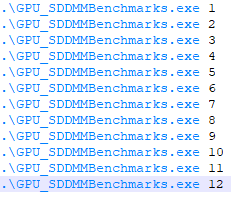 .\GPU_SDDMMBenchmarks.exe 1
.\GPU_SDDMMBenchmarks.exe 2
.\GPU_SDDMMBenchmarks.exe 3
.\GPU_SDDMMBenchmarks.exe 4
.\GPU_SDDMMBenchmarks.exe 5
.\GPU_SDDMMBenchmarks.exe 6
.\GPU_SDDMMBenchmarks.exe 7
.\GPU_SDDMMBenchmarks.exe 8
.\GPU_SDDMMBenchmarks.exe 9
.\GPU_SDDMMBenchmarks.exe 10
.\GPU_SDDMMBenchmarks.exe 11
.\GPU_SDDMMBenchmarks.exe 12